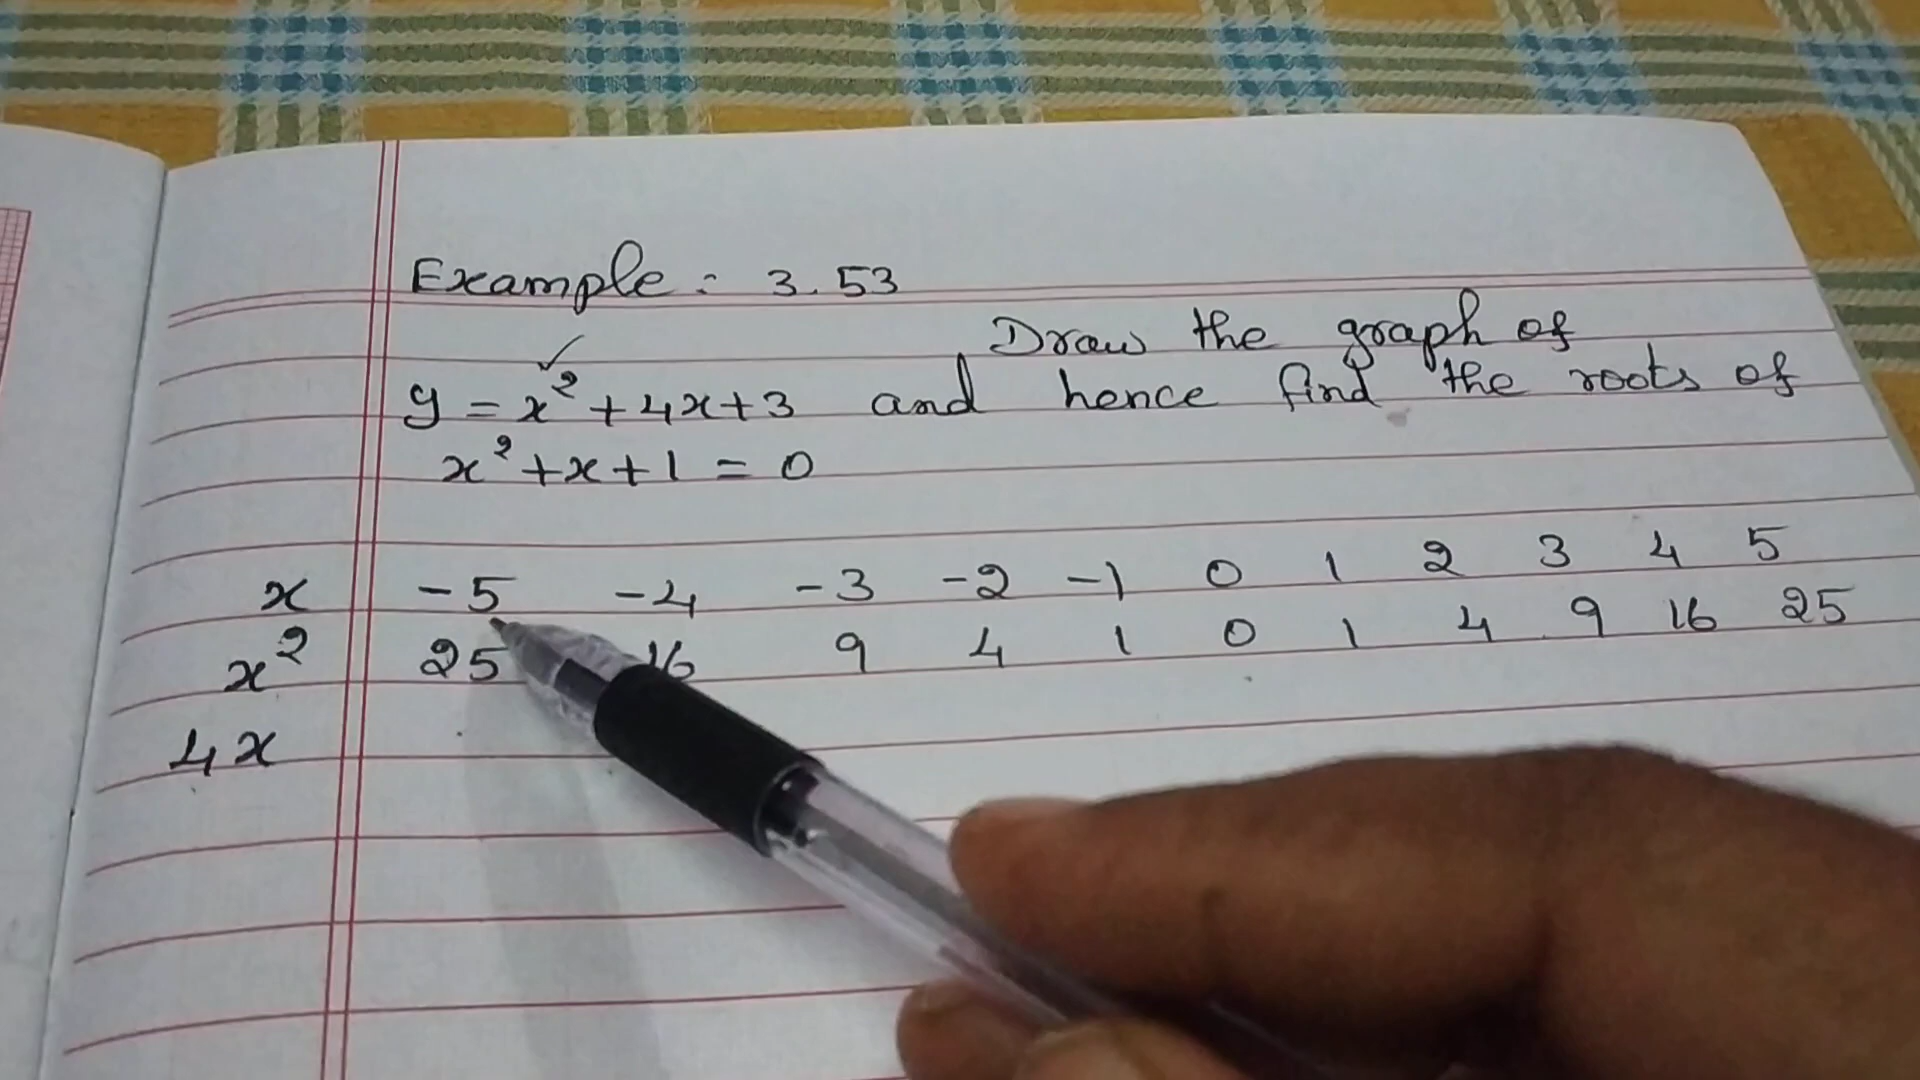 Example: 3.53
Draw the graph of
y = x² + 4x + 3 and hence find the roots of
x² + x + 1 = 0
x -5 -4 -3 -2 -1 0 1 2 3 4 5
x² 25 16 9 4 1 0 1 4 9 16 25
4x